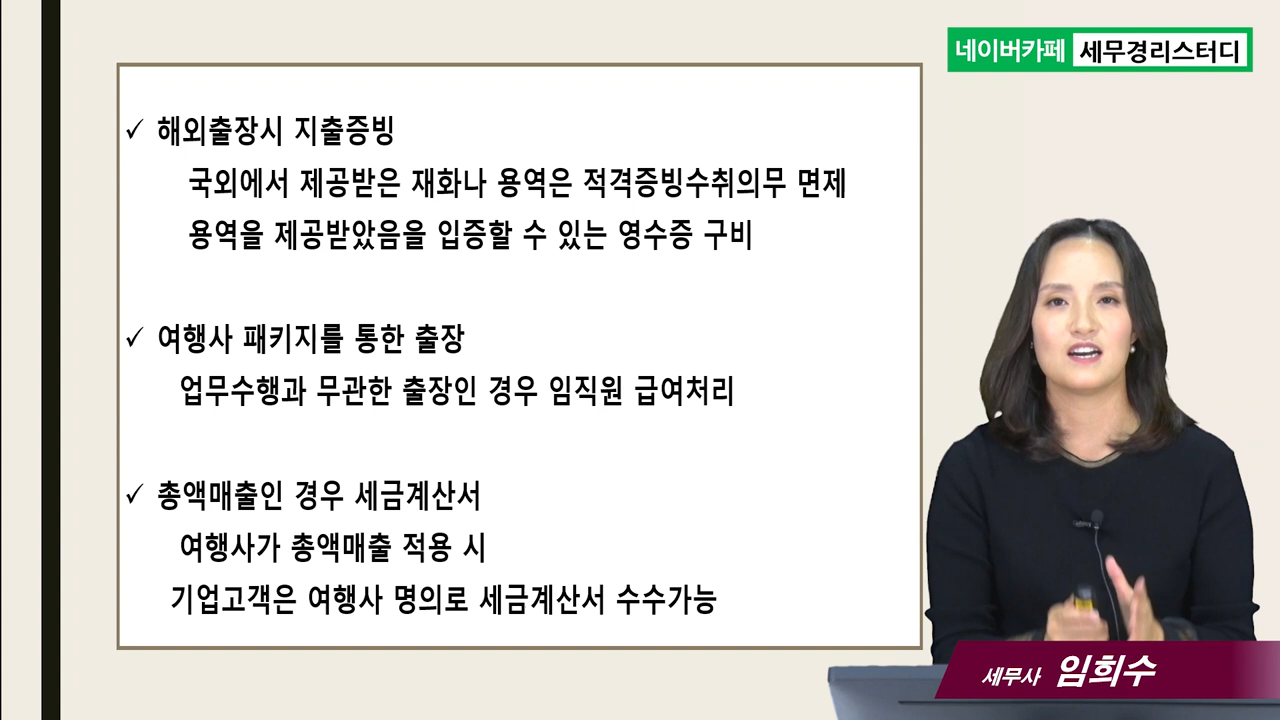 네이버카페 세무경리스터디
✓ 해외출장시 지출증빙
국외에서 제공받은 재화나 용역은 적격증빙수취의무 면제
용역을 제공받았음을 입증할 수 있는 영수증 구비
✓ 여행사 패키지를 통한 출장
업무수행과 무관한 출장인 경우 임직원 급여처리
✓ 총액매출인 경우 세금계산서
여행사가 총액매출 적용 시
기업고객은 여행사 명의로 세금계산서 수수가능
세무사 임희수